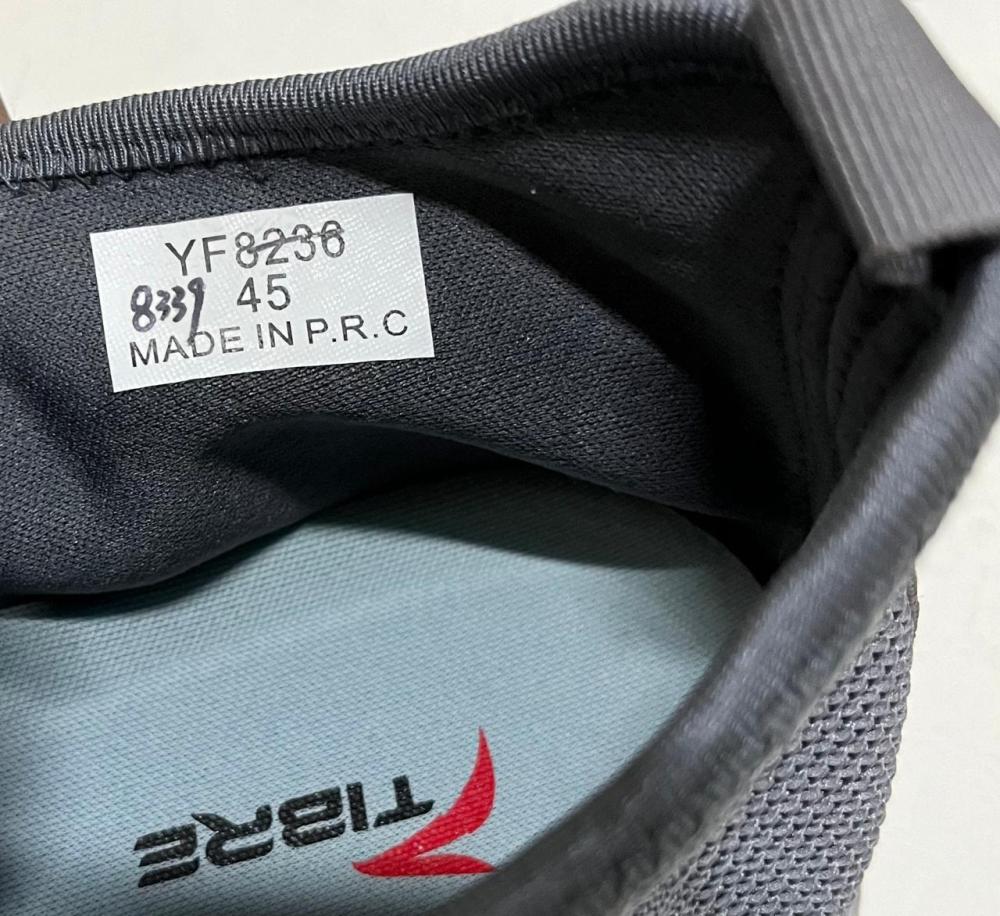 YF8236
8339 45
MADE IN P.R.C
TIBRE